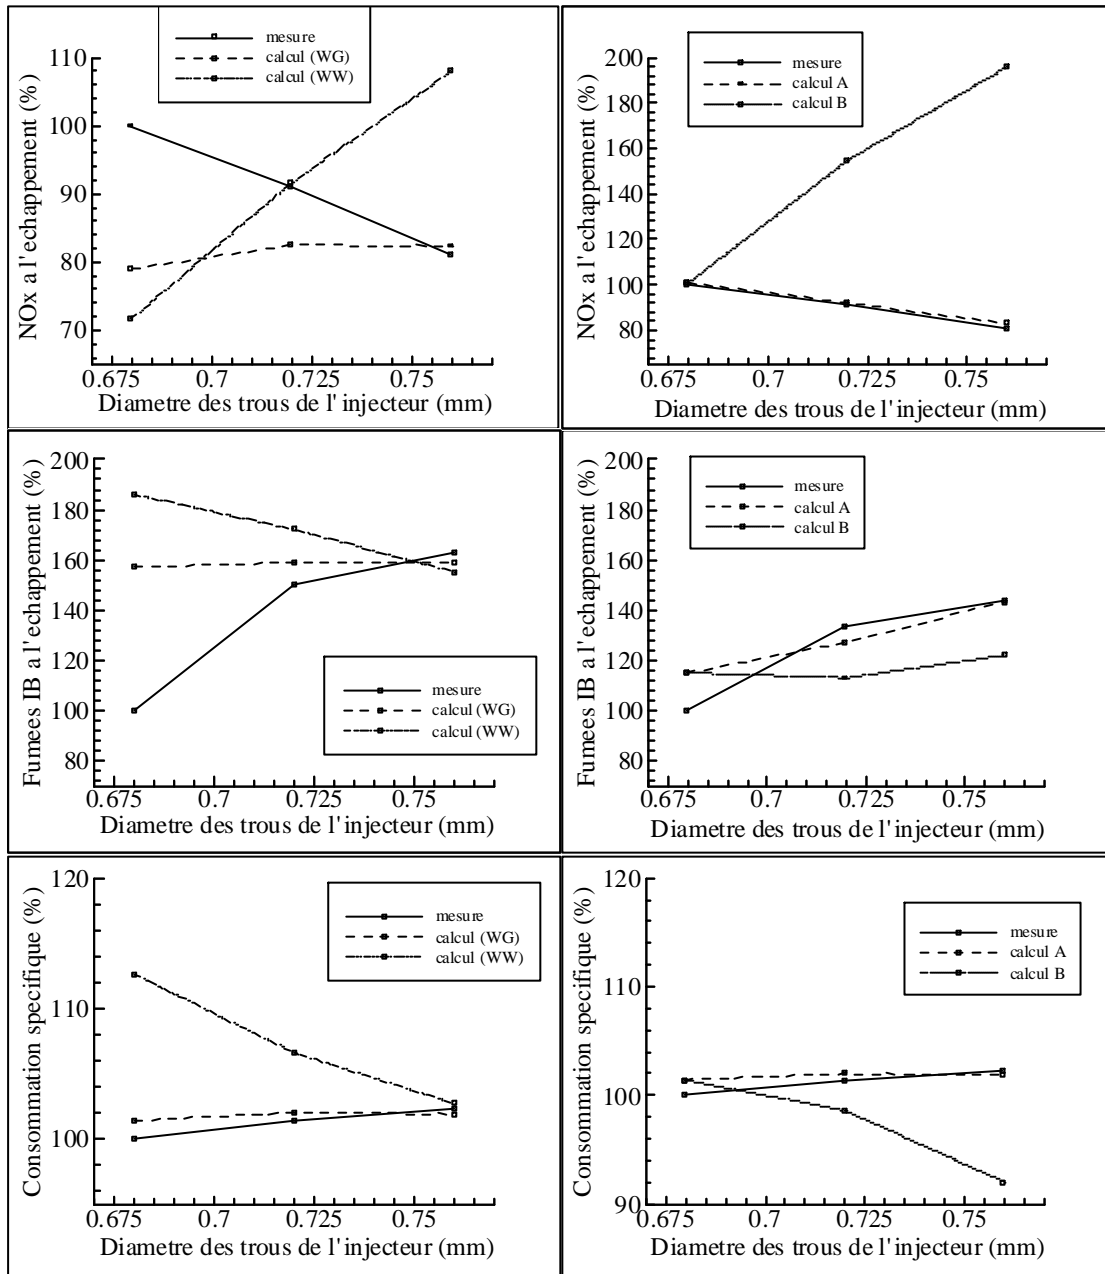 mesure
calcul (WG)
calcul (WW)
NOx a l'echappement (%)
110
100
90
80
70
0.675 0.7 0.725 0.75
Diametre des trous de l'injecteur (mm)
mesure
calcul A
calcul B
NOx a l'echappement (%)
200
180
160
140
120
100
80
0.675 0.7 0.725 0.75
Diametre des trous de l'injecteur (mm)
Fumees IB a l'echappement (%)
200
180
160
140
120
100
80
mesure
calcul (WG)
calcul (WW)
0.675 0.7 0.725 0.75
Diametre des trous de l'injecteur (mm)
mesure
calcul A
calcul B
Fumees IB a l'echappement (%)
200
180
160
140
120
100
80
0.675 0.7 0.725 0.75
Diametre des trous de l'injecteur (mm)
mesure
calcul (WG)
calcul (WW)
Consommation specifique (%)
120
110
100
0.675 0.7 0.725 0.75
Diametre des trous de l'injecteur (mm)
mesure
calcul A
calcul B
Consommation specifique (%)
120
110
100
90
0.675 0.7 0.725 0.75
Diametre des trous de l'injecteur (mm)